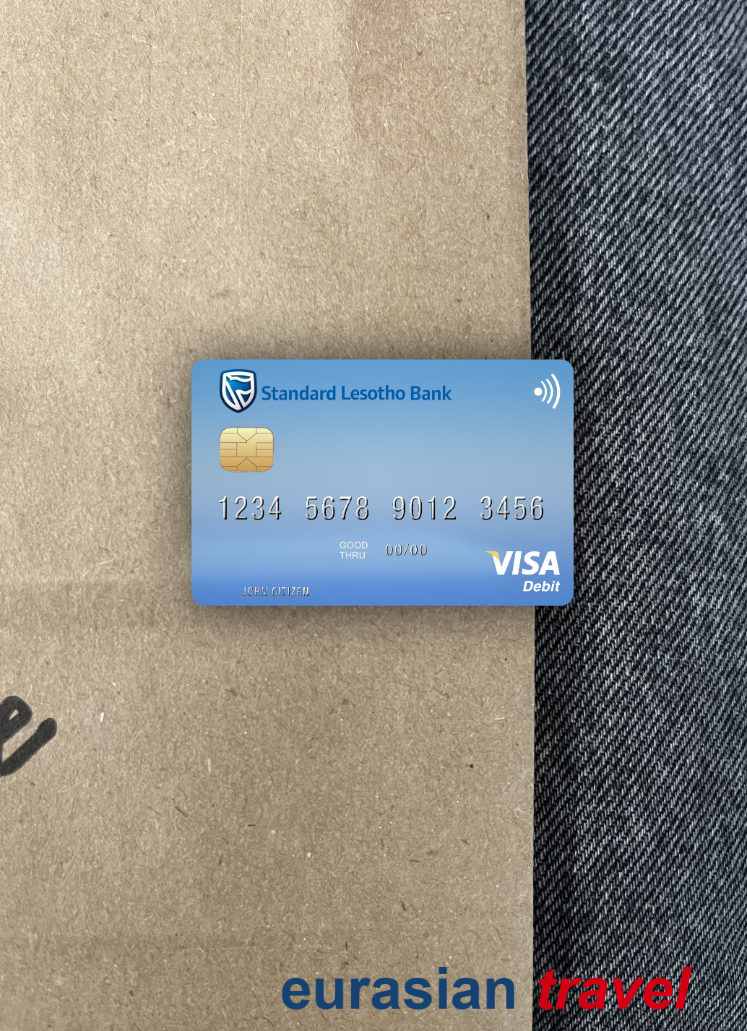 Standard Lesotho Bank
1234 5678 9012 3456
GOOD THRU 00/00
VISA
Debit
JOHN CITIZEN
eurasian travel